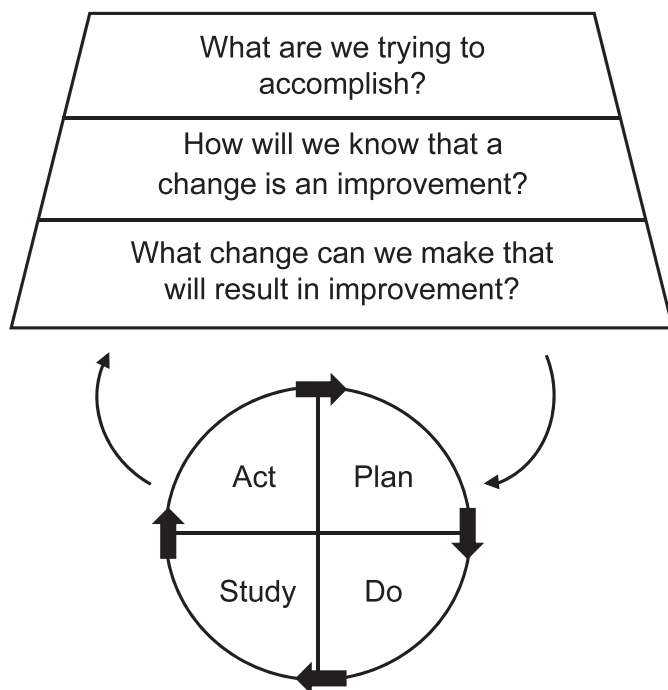 What are we trying to
accomplish?
How will we know that a
change is an improvement?
What change can we make that
will result in improvement?
Act
Plan
Study
Do